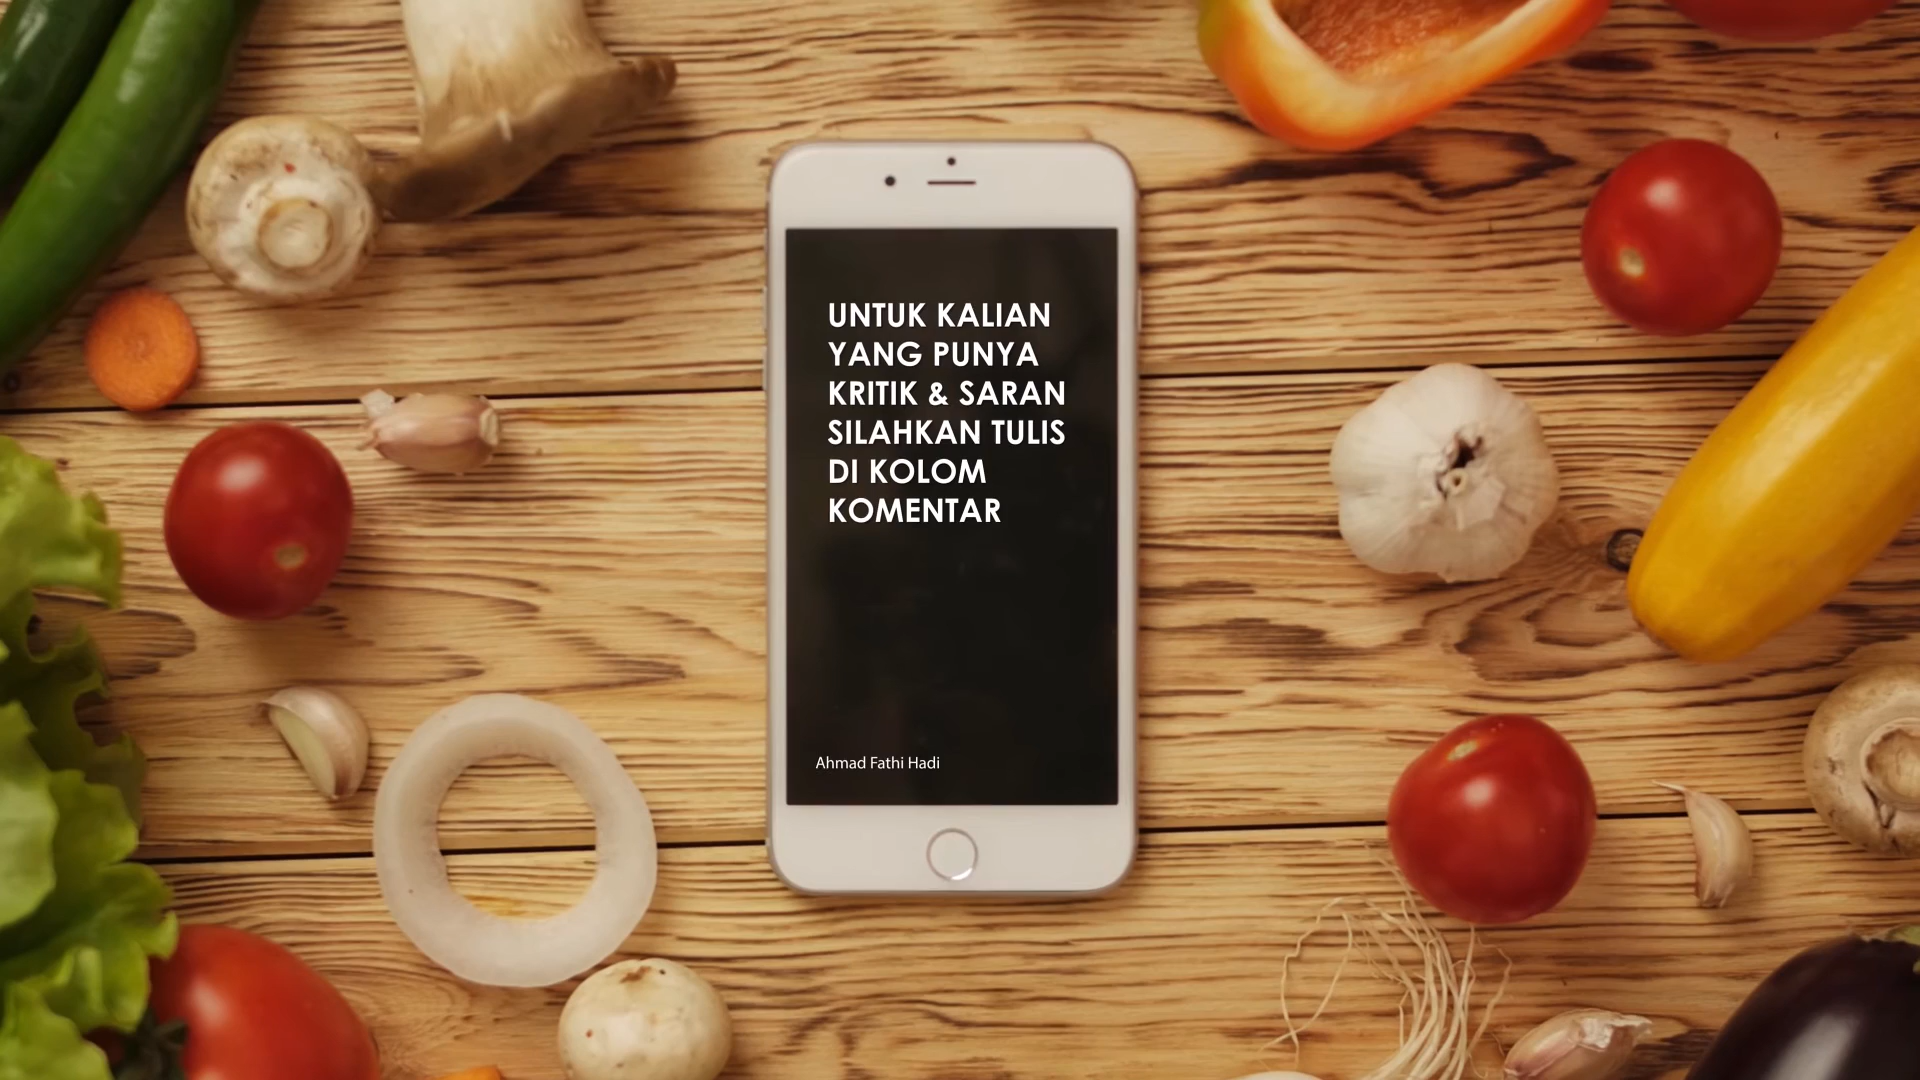 UNTUK KALIAN
YANG PUNYA
KRITIK & SARAN
SILAHKAN TULIS
DI KOLOM
KOMENTAR
Ahmad Fathi Hadi